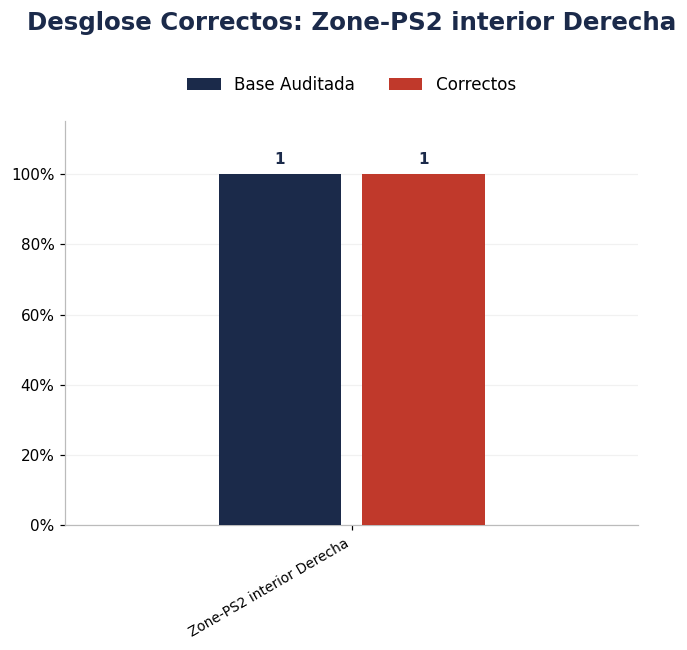 Desglose Correctos: Zone-PS2 interior Derecha
Base Auditada Correctos
1 1
100%
80%
60%
40%
20%
0%
Zone-PS2 interior Derecha